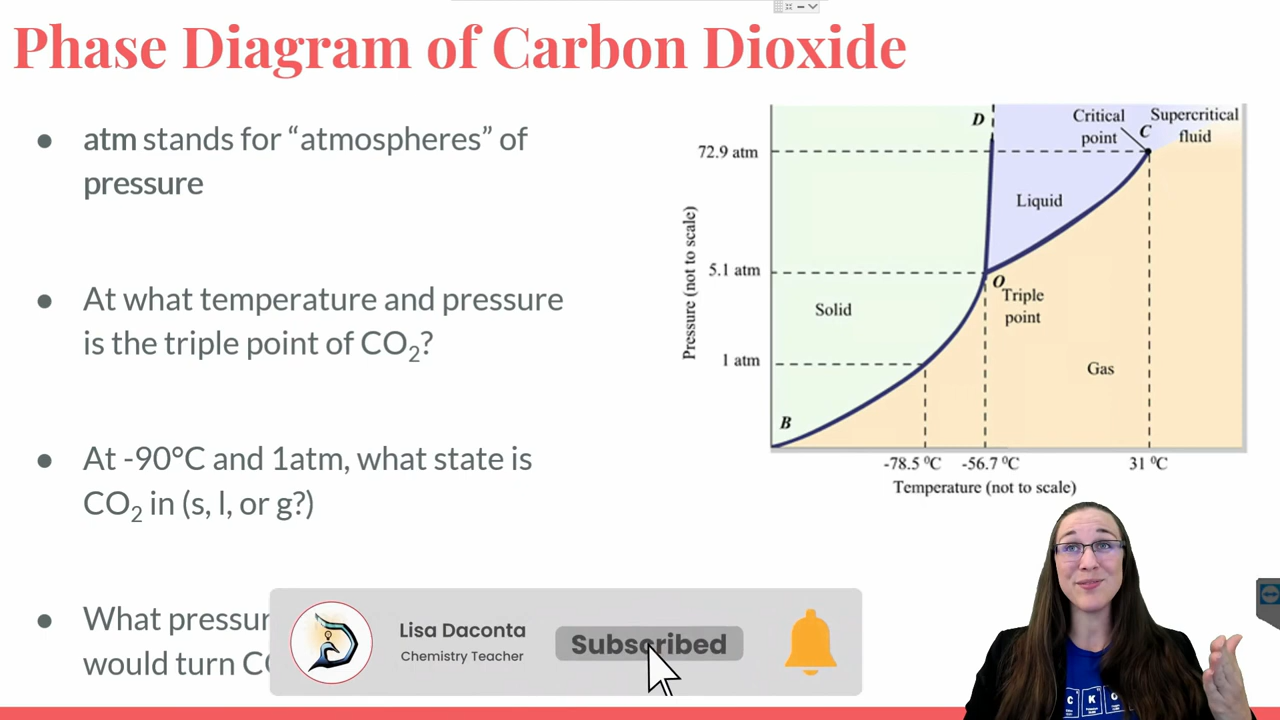 Phase Diagram of Carbon Dioxide
● atm stands for “atmospheres” of
pressure
● At what temperature and pressure
is the triple point of CO₂?
● At -90°C and 1atm, what state is
CO₂ in (s, l, or g?)
● What
would turn
Pressure (not to scale)
72.9 atm
5.1 atm
1 atm
D
Critical
point
C
Supercritical
fluid
Liquid
Solid
O
Triple
point
Gas
B
-78.5 ⁰C
-56.7 ⁰C
31 ⁰C
Temperature (not to scale)
Lisa Daconta
Chemistry Teacher
Subscribed
C K O